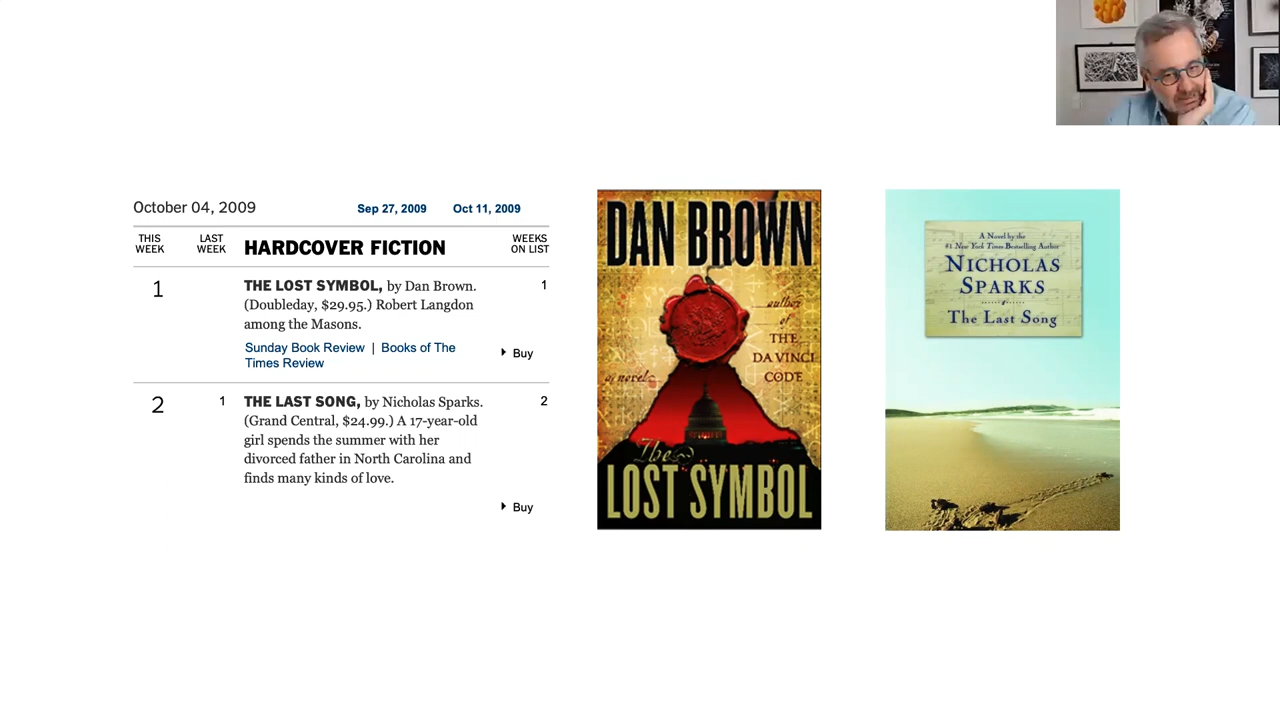 October 04, 2009
Sep 27, 2009
Oct 11, 2009
THIS
WEEK
LAST
WEEK
HARDCOVER FICTION
WEEKS
ON LIST
1
THE LOST SYMBOL, by Dan Brown.
(Doubleday, $29.95.) Robert Langdon
among the Masons.
1
Sunday Book Review | Books of The
Times Review
Buy
2
1
THE LAST SONG, by Nicholas Sparks.
(Grand Central, $24.99.) A 17-year-old
girl spends the summer with her
divorced father in North Carolina and
finds many kinds of love.
2
Buy
DAN BROWN
author
of
THE
DA VINCI
CODE
a novel
The
LOST SYMBOL
A Novel by the
#1 New York Times Bestselling Author
NICHOLAS
SPARKS
The Last Song